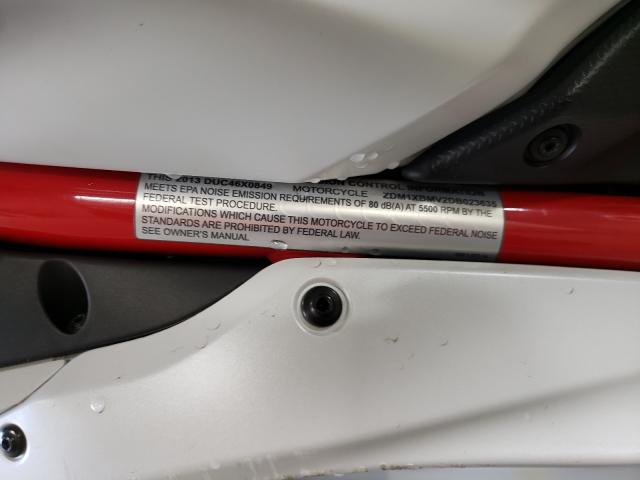 THIS 2013 DUC46X0849 MOTORCYCLE ZDM1XBMV2DB023635
MEETS EPA NOISE EMISSION REQUIREMENTS OF 80 dB(A) AT 5500 RPM BY THE
FEDERAL TEST PROCEDURE.
MODIFICATIONS WHICH CAUSE THIS MOTORCYCLE TO EXCEED FEDERAL NOISE
STANDARDS ARE PROHIBITED BY FEDERAL LAW.
SEE OWNER'S MANUAL